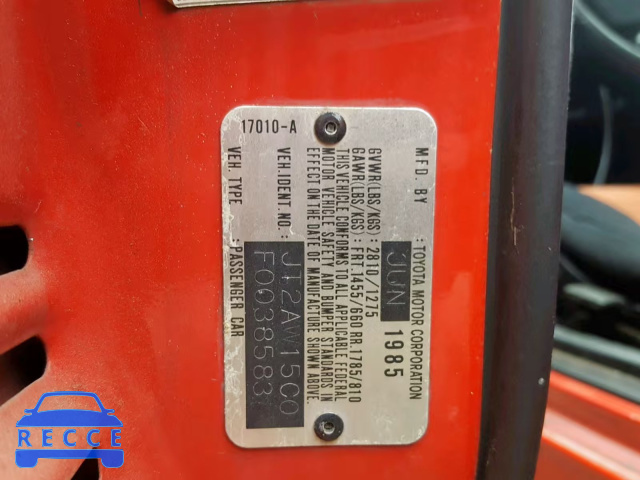 MFD. BY : TOYOTA MOTOR CORPORATION
JUN 1985
GVWR(LBS/KGS) : 2810/1275
GAWR(LBS/KGS) : FRT.1455/660 RR.1785/810
THIS VEHICLE CONFORMS TO ALL APPLICABLE FEDERAL
MOTOR VEHICLE SAFETY AND BUMPER STANDARDS IN
EFFECT ON THE DATE OF MANUFACTURE SHOWN ABOVE.
VEH.IDENT.NO. : JT2AW15C0
F0038583
VEH. TYPE : PASSENGER CAR
17010-A
RECCE